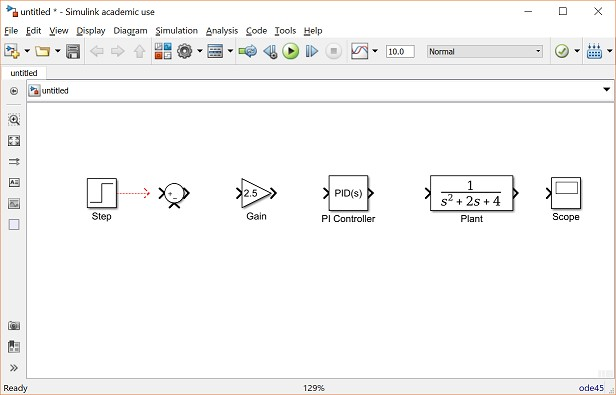 untitled * - Simulink academic use
File Edit View Display Diagram Simulation Analysis Code Tools Help
10.0 Normal
untitled
untitled
+
−
2.5
PID(s)
1
s² + 2s + 4
Step Gain PI Controller Plant Scope
Ready 129% ode45